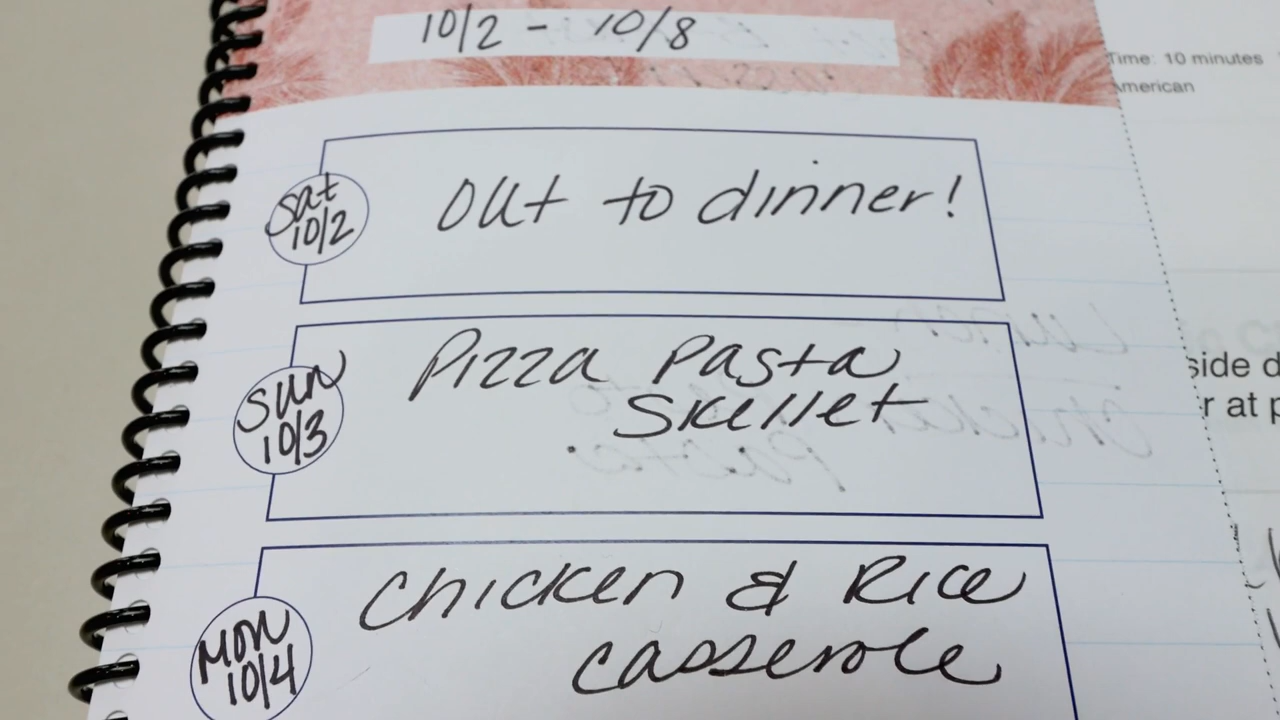 10/2 - 10/8
Time: 10 minutes
American
Sat
10/2
Out to dinner!
Sun
10/3
Pizza Pasta
Skillet
side d
r at p
Mon
10/4
Chicken & Rice
casserole